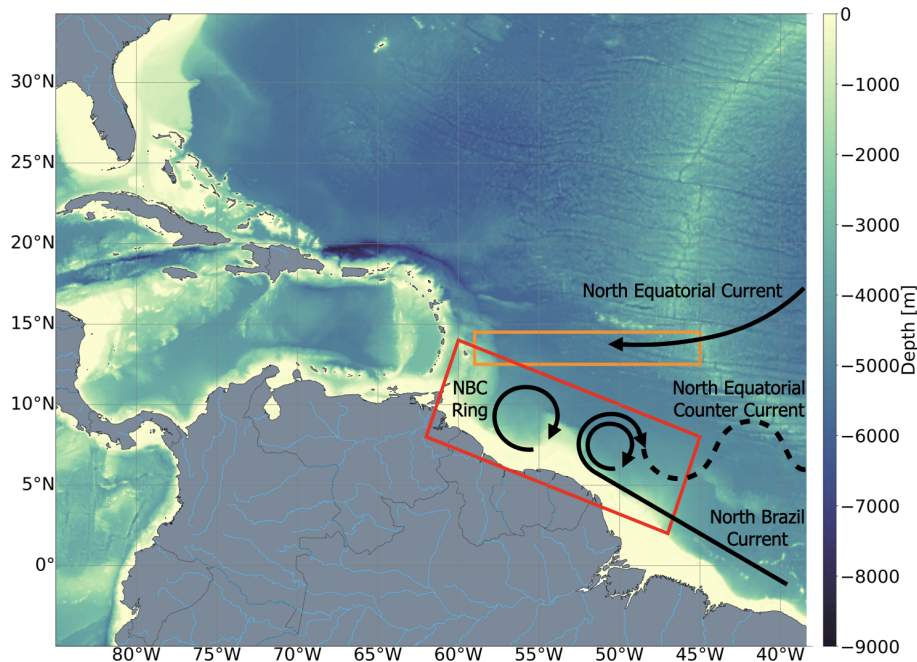 30°N
25°N
20°N
15°N
10°N
5°N
0°
80°W
75°W
70°W
65°W
60°W
55°W
50°W
45°W
40°W
North Equatorial Current
NBC
Ring
North Equatorial
Counter Current
North Brazil
Current
0
−1000
−2000
−3000
−4000
−5000
−6000
−7000
−8000
−9000
Depth [m]